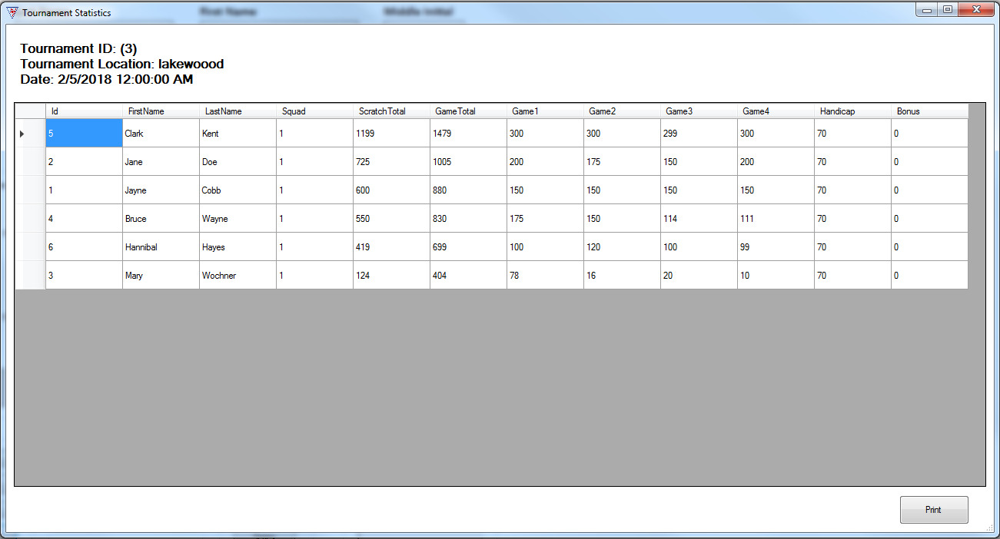 Tournament Statistics
First Name Middle Initial
Tournament ID: (3)
Tournament Location: lakewoood
Date: 2/5/2018 12:00:00 AM
Id FirstName LastName Squad ScratchTotal GameTotal Game1 Game2 Game3 Game4 Handicap Bonus
5 Clark Kent 1 1199 1479 300 300 299 300 70 0
2 Jane Doe 1 725 1005 200 175 150 200 70 0
1 Jayne Cobb 1 600 880 150 150 150 150 70 0
4 Bruce Wayne 1 550 830 175 150 114 111 70 0
6 Hannibal Hayes 1 419 699 100 120 100 99 70 0
3 Mary Wochner 1 124 404 78 16 20 10 70 0
Print